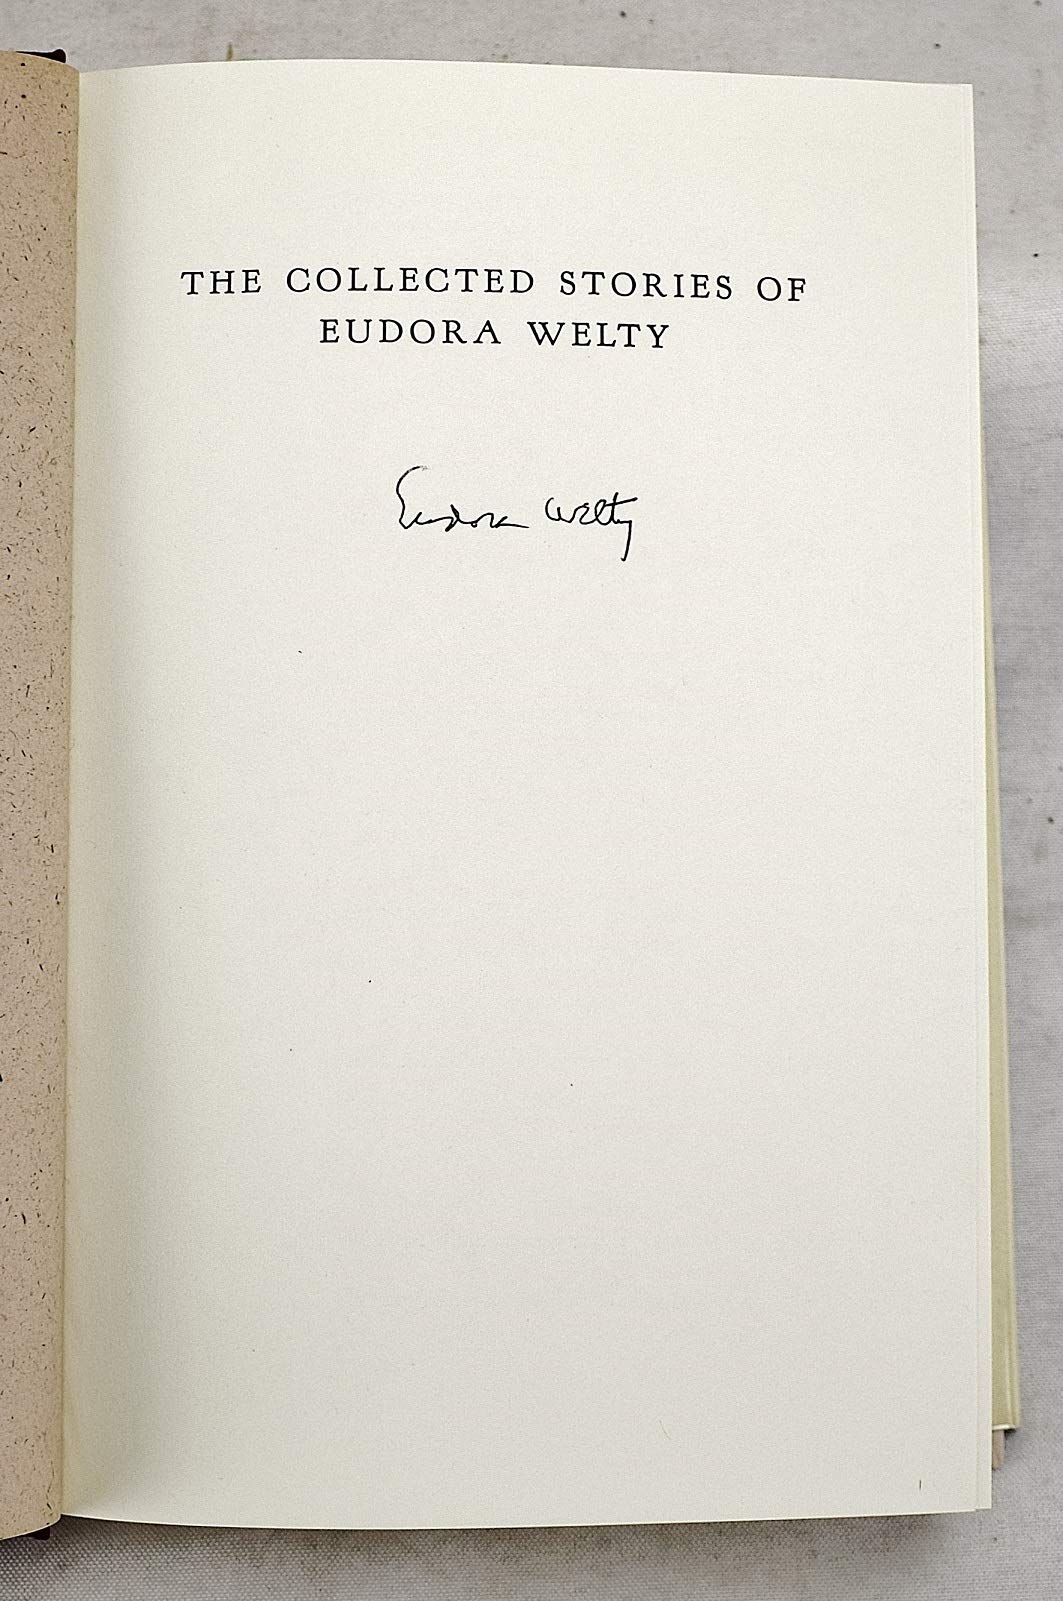 THE COLLECTED STORIES OF
EUDORA WELTY
Eudora Welty